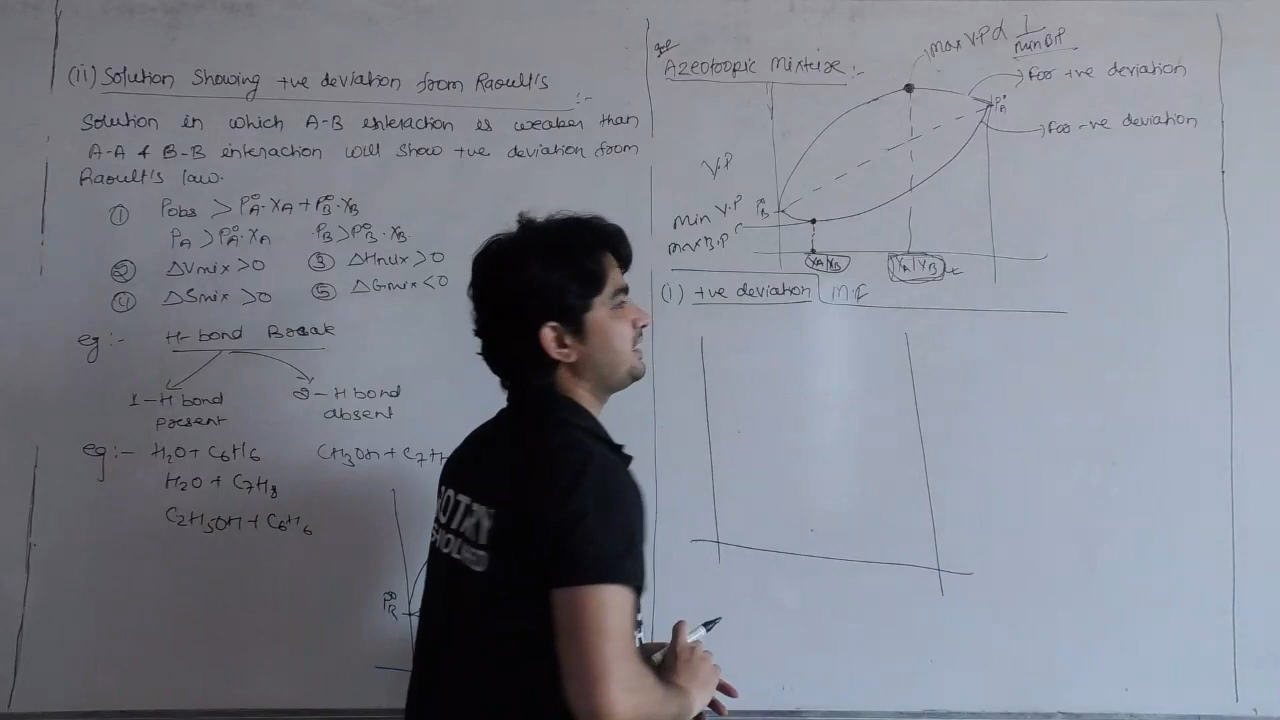 (ii) Solution Showing +ve deviation from Raoult's :-
Solution in which A-B interaction is weaker than
A-A & B-B interaction will show +ve deviation from
Raoult's law.
① Pobs > P°A·XA + P°B·XB
PA > P°A·XA PB > P°B·XB
② ΔVmix > 0 ③ ΔHmix > 0
④ ΔSmix > 0 ⑤ ΔGmix < 0
eg:- H-bond Break
1-H bond present
2-H bond absent
eg:- H2O + C6H6 CH3OH + C7H
H2O + C7H8
C2H5OH + C6H6
P°B
Azeotropic Mixture:-
max V.P α 1/min B.P
for +ve deviation
P°A
for -ve deviation
V.P
P°B
min V.P
max B.P
XA|XB
XA|XB
(i) +ve deviation